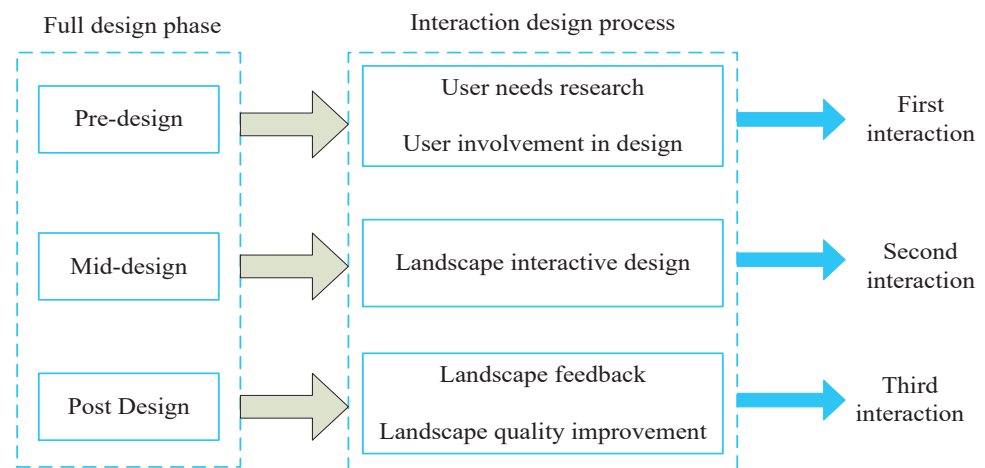 Full design phase
Interaction design process
Pre-design
User needs research
User involvement in design
First
interaction
Mid-design
Landscape interactive design
Second
interaction
Post Design
Landscape feedback
Landscape quality improvement
Third
interaction